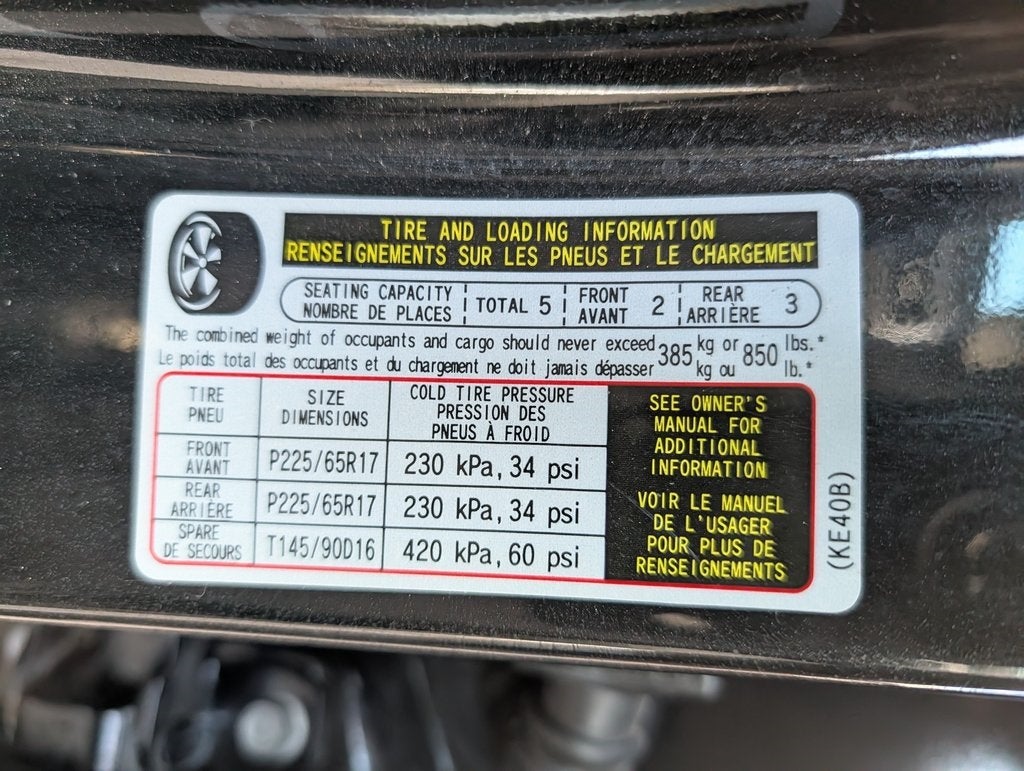 TIRE AND LOADING INFORMATION
RENSEIGNEMENTS SUR LES PNEUS ET LE CHARGEMENT
SEATING CAPACITY
NOMBRE DE PLACES
TOTAL 5
FRONT
AVANT
2
REAR
ARRIÈRE
3
The combined weight of occupants and cargo should never exceed 385 kg or 850 lbs.*
Le poids total des occupants et du chargement ne doit jamais dépasser 385 kg ou 850 lb.*
TIRE
PNEU
SIZE
DIMENSIONS
COLD TIRE PRESSURE
PRESSION DES
PNEUS À FROID
FRONT
AVANT
P225/65R17
230 kPa, 34 psi
REAR
ARRIÈRE
P225/65R17
230 kPa, 34 psi
SPARE
DE SECOURS
T145/90D16
420 kPa, 60 psi
SEE OWNER'S
MANUAL FOR
ADDITIONAL
INFORMATION
VOIR LE MANUEL
DE L'USAGER
POUR PLUS DE
RENSEIGNEMENTS
(KE40B)